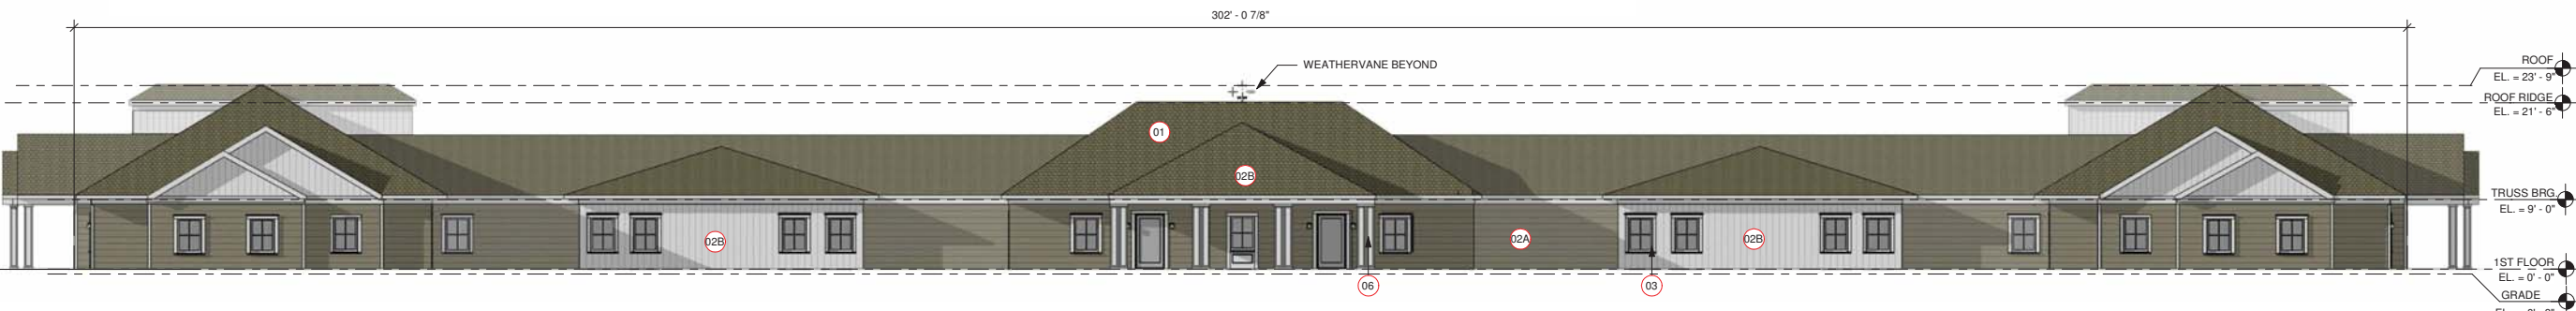 302' - 0 7/8"
WEATHERVANE BEYOND
ROOF
EL. = 23' - 9"
ROOF RIDGE
EL. = 21' - 6"
01
02B
TRUSS BRG.
EL. = 9' - 0"
02B
02A
02B
1ST FLOOR
EL. = 0' - 0"
06
03
GRADE